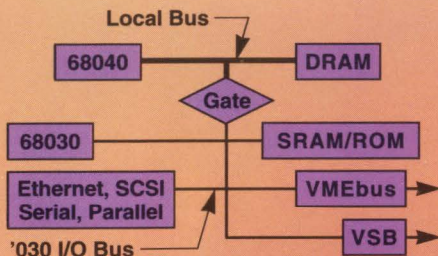 Local Bus
68040
DRAM
Gate
68030
SRAM/ROM
Ethernet, SCSI
Serial, Parallel
VMEbus
VSB
'030 I/O Bus